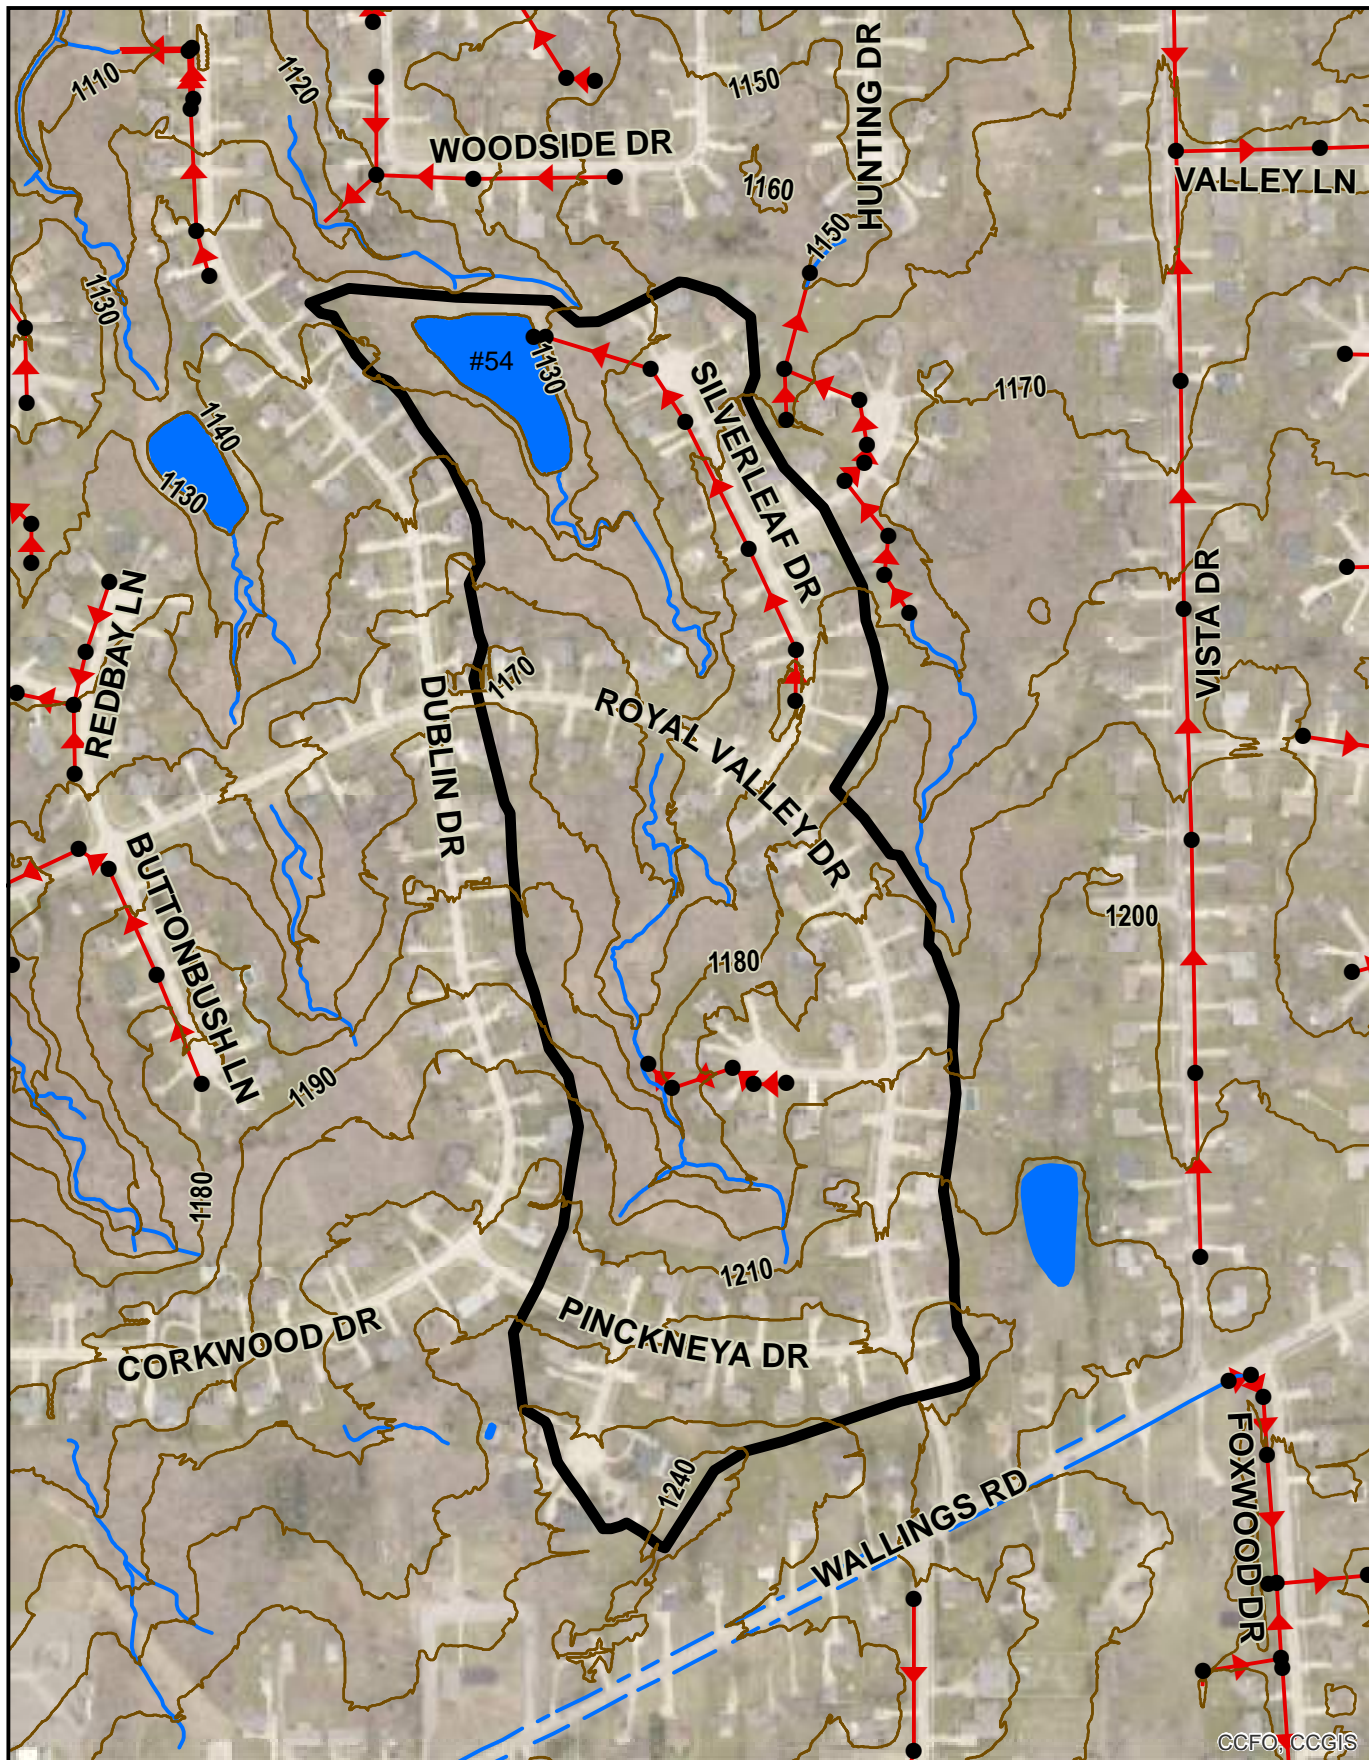 1110
1120
1150
HUNTING DR
WOODSIDE DR
1160
VALLEY LN
1150
1130
#54
1130
SILVERLEAF DR
1170
1140
1130
VISTA DR
REDBAY LN
1170
DUBLIN DR
ROYAL VALLEY DR
BUTTONBUSH LN
1200
1180
1190
1180
1210
PINCKNEYA DR
CORKWOOD DR
1240
WALLINGS RD
FOXWOOD DR
CCFO, CCGIS